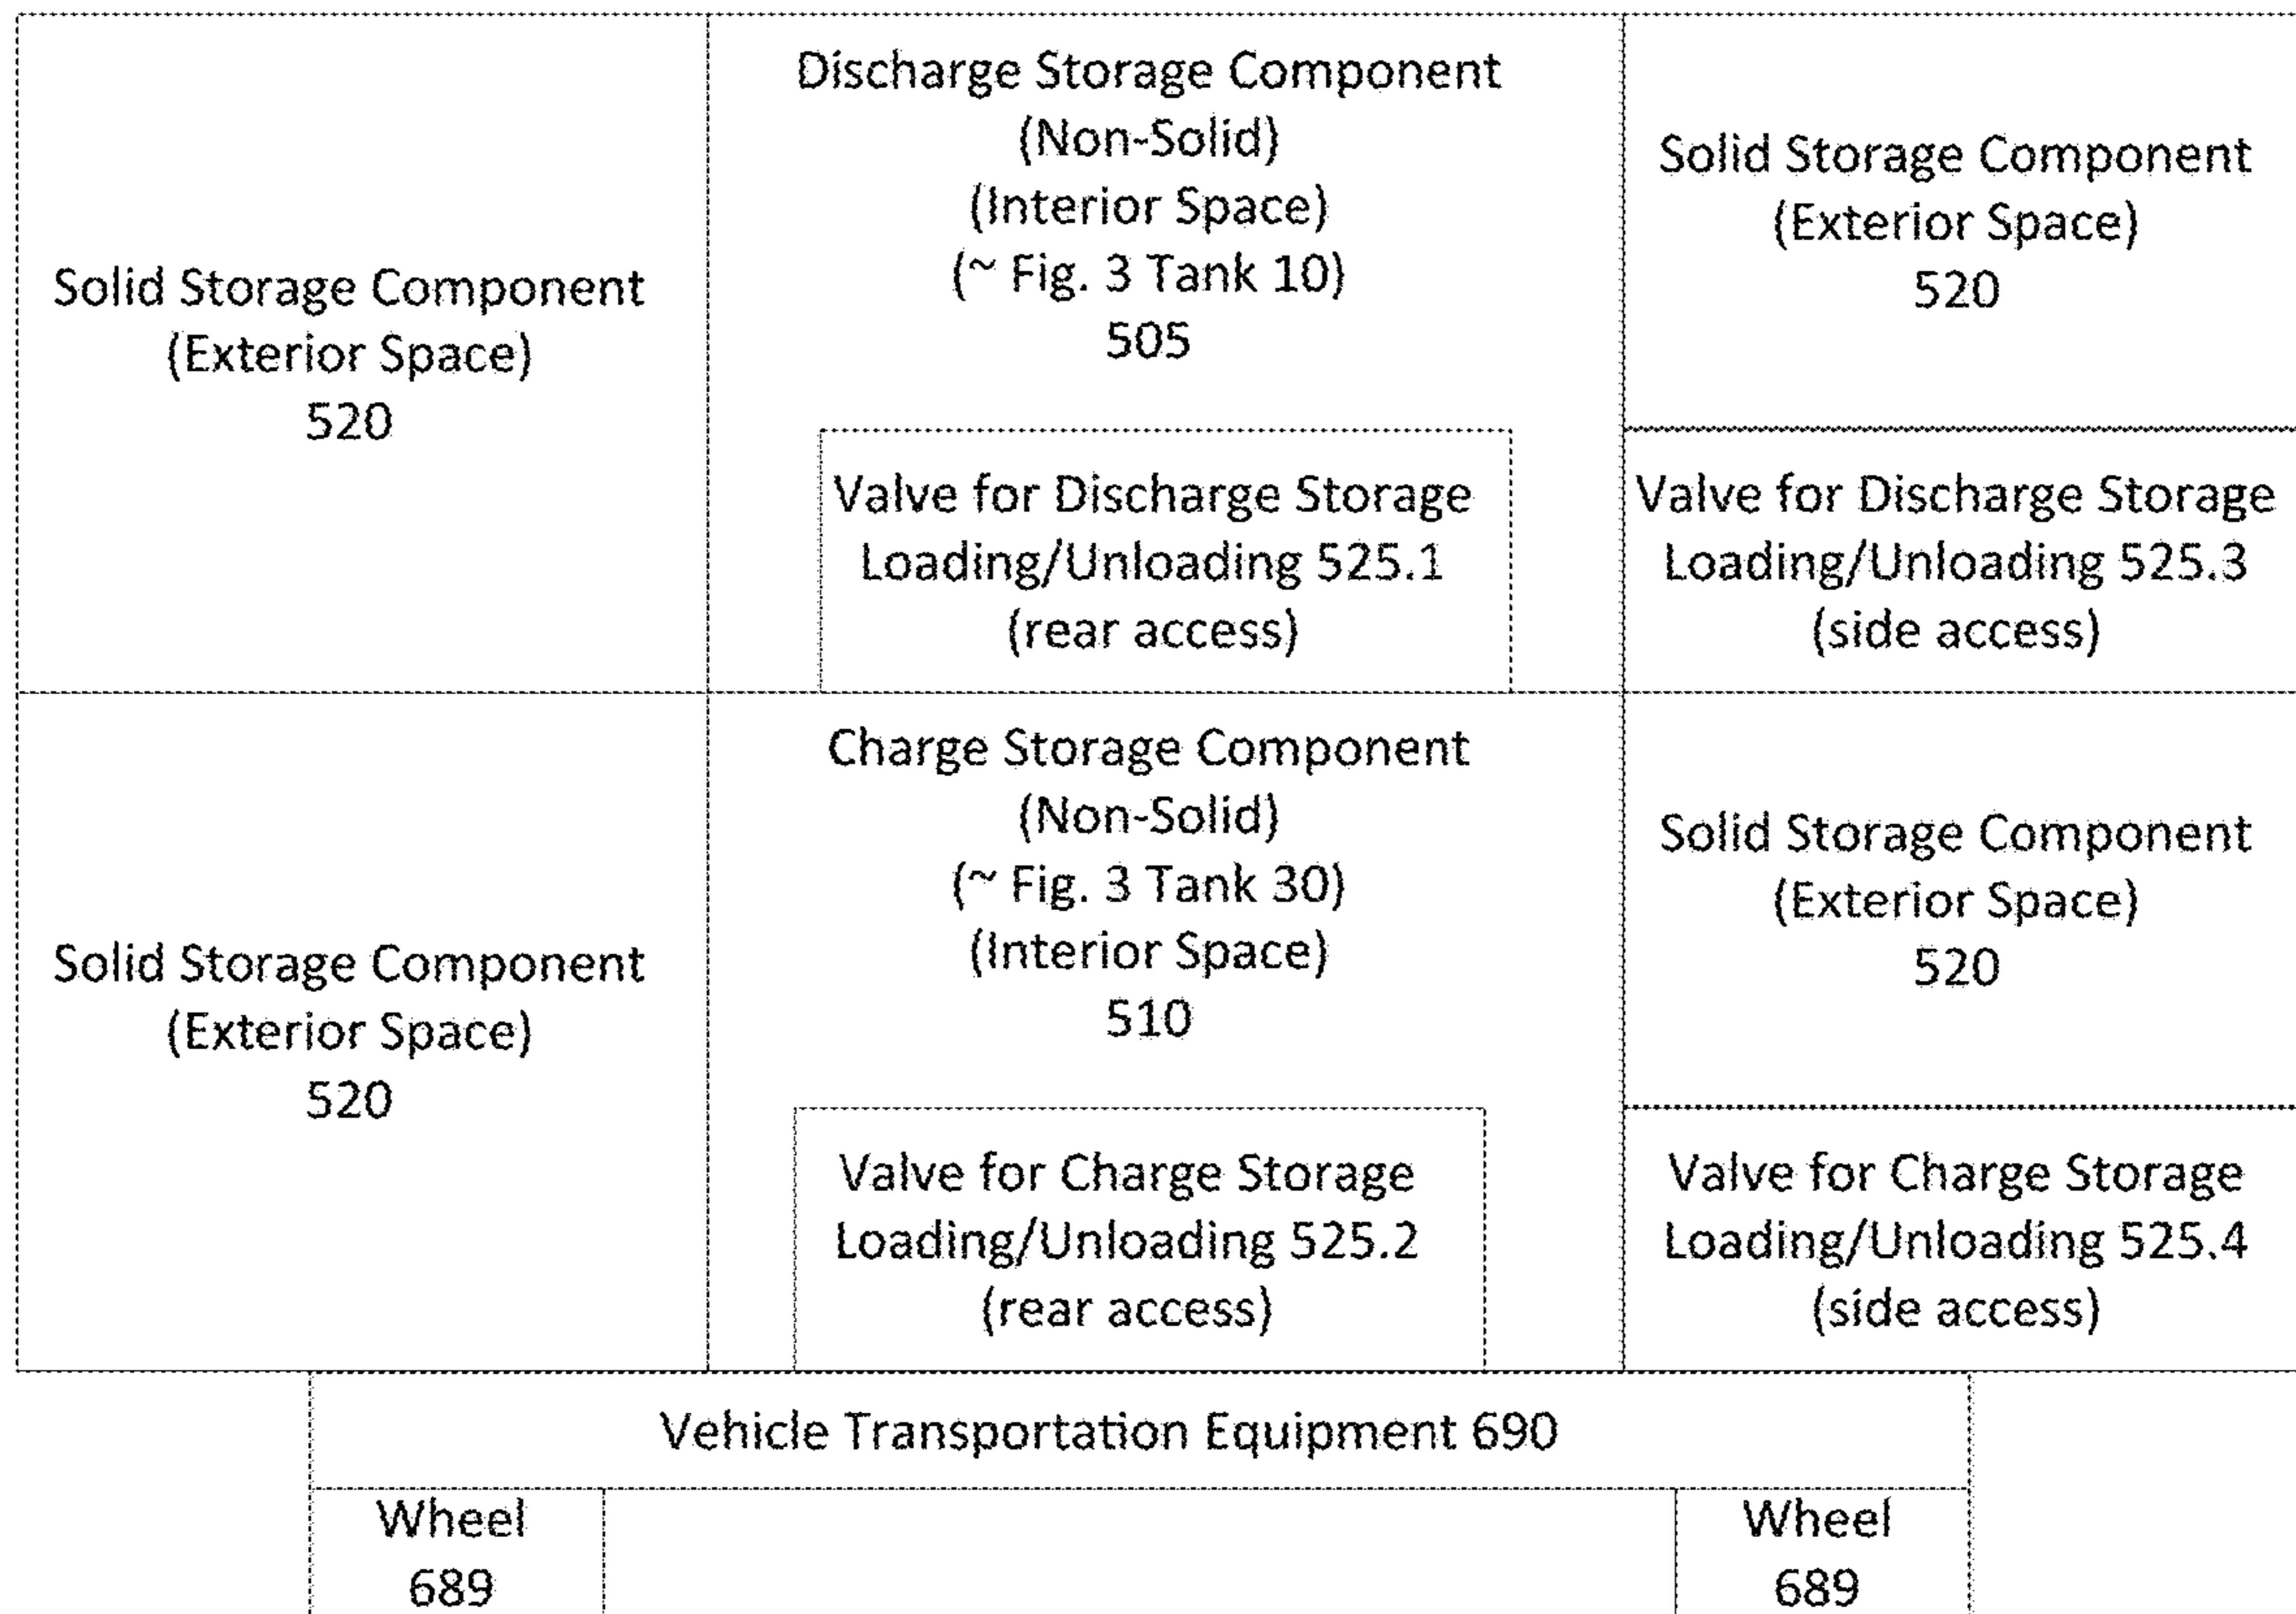 Solid Storage Component
(Exterior Space)
520
Discharge Storage Component
(Non-Solid)
(Interior Space)
(~ Fig. 3 Tank 10)
505
Valve for Discharge Storage
Loading/Unloading 525.1
(rear access)
Solid Storage Component
(Exterior Space)
520
Valve for Discharge Storage
Loading/Unloading 525.3
(side access)
Solid Storage Component
(Exterior Space)
520
Charge Storage Component
(Non-Solid)
(~ Fig. 3 Tank 30)
(Interior Space)
510
Valve for Charge Storage
Loading/Unloading 525.2
(rear access)
Solid Storage Component
(Exterior Space)
520
Valve for Charge Storage
Loading/Unloading 525.4
(side access)
Vehicle Transportation Equipment 690
Wheel
689
Wheel
689